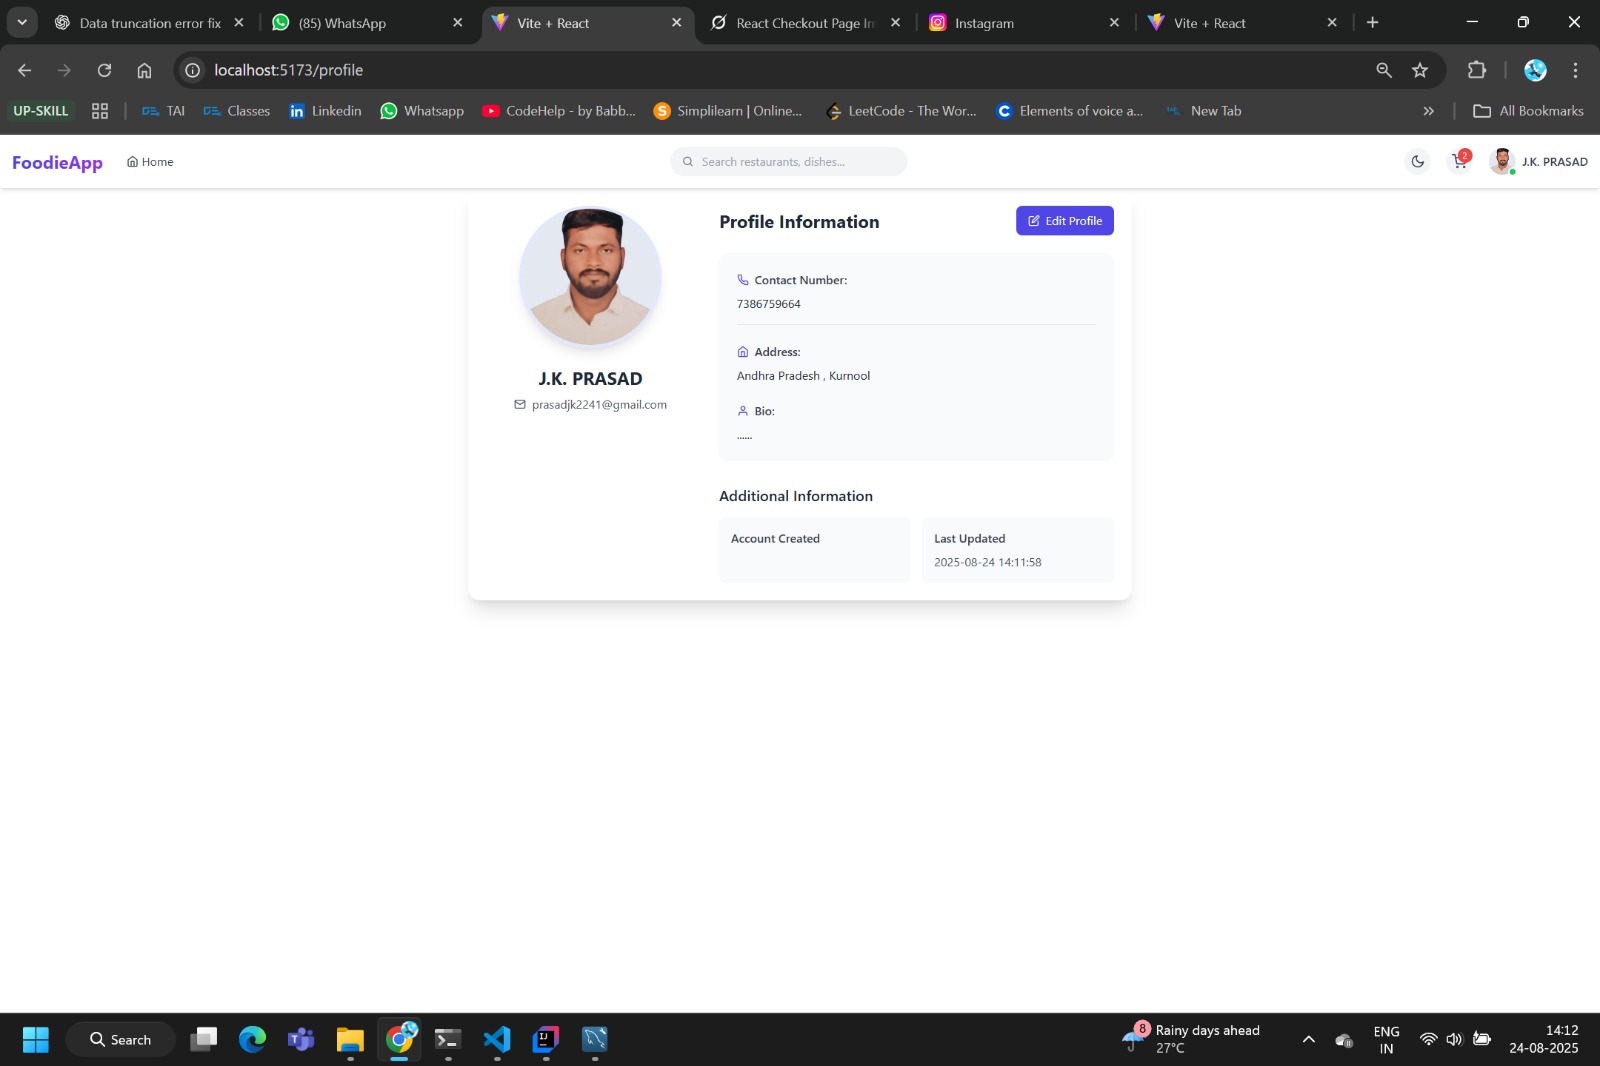 Data truncation error fix
(85) WhatsApp
Vite + React
React Checkout Page Im
Instagram
Vite + React
localhost:5173/profile
UP-SKILL
TAI
Classes
Linkedin
Whatsapp
CodeHelp - by Babb...
Simplilearn | Online...
LeetCode - The Wor...
Elements of voice a...
New Tab
»
All Bookmarks
FoodieApp
Home
Search restaurants, dishes...
2
J.K. PRASAD
Profile Information
Edit Profile
Contact Number:
7386759664
Address:
Andhra Pradesh , Kurnool
Bio:
......
J.K. PRASAD
prasadjk2241@gmail.com
Additional Information
Account Created
Last Updated
2025-08-24 14:11:58
Search
8
Rainy days ahead
27°C
ENG
IN
14:12
24-08-2025